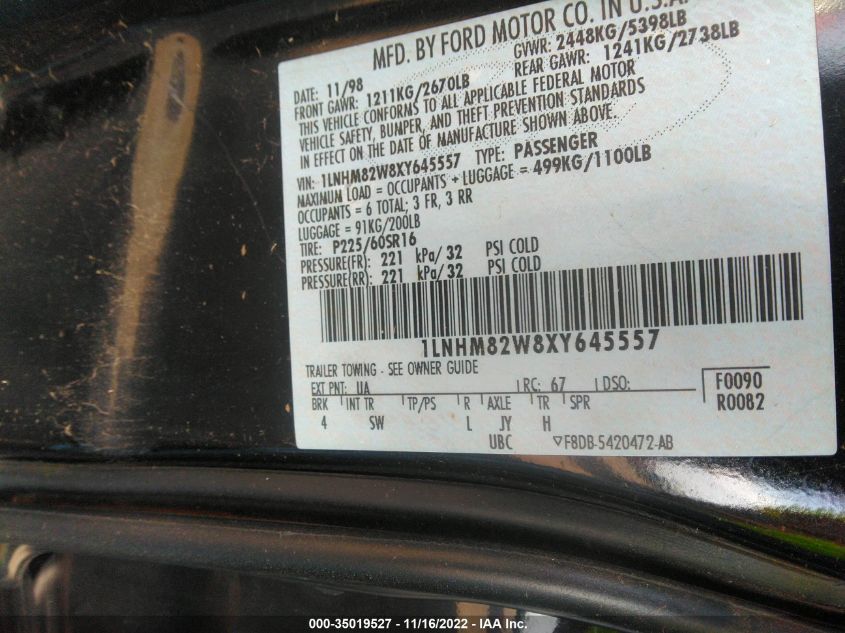 MFD. BY FORD MOTOR CO. IN U.S.A.
DATE: 11/98 GVWR: 2448KG/5398LB
FRONT GAWR: 1211KG/2670LB REAR GAWR: 1241KG/2738LB
THIS VEHICLE CONFORMS TO ALL APPLICABLE FEDERAL MOTOR
VEHICLE SAFETY, BUMPER, AND THEFT PREVENTION STANDARDS
IN EFFECT ON THE DATE OF MANUFACTURE SHOWN ABOVE.
VIN: 1LNHM82W8XY645557 TYPE: PASSENGER
MAXIMUM LOAD = OCCUPANTS + LUGGAGE = 499KG/1100LB
OCCUPANTS = 6 TOTAL; 3 FR, 3 RR
LUGGAGE = 91KG/200LB
TIRE: P225/60SR16
PRESSURE(FR): 221 kPa/ 32 PSI COLD
PRESSURE(RR): 221 kPa/ 32 PSI COLD
1LNHM82W8XY645557
TRAILER TOWING - SEE OWNER GUIDE
EXT PNT: UA RC: 67 DSO: F0090
BRK INT TR TP/PS R AXLE TR SPR R0082
4 SW L JY H
UBC ▽F8DB-5420472-AB
000-35019527 - 11/16/2022 - IAA Inc.